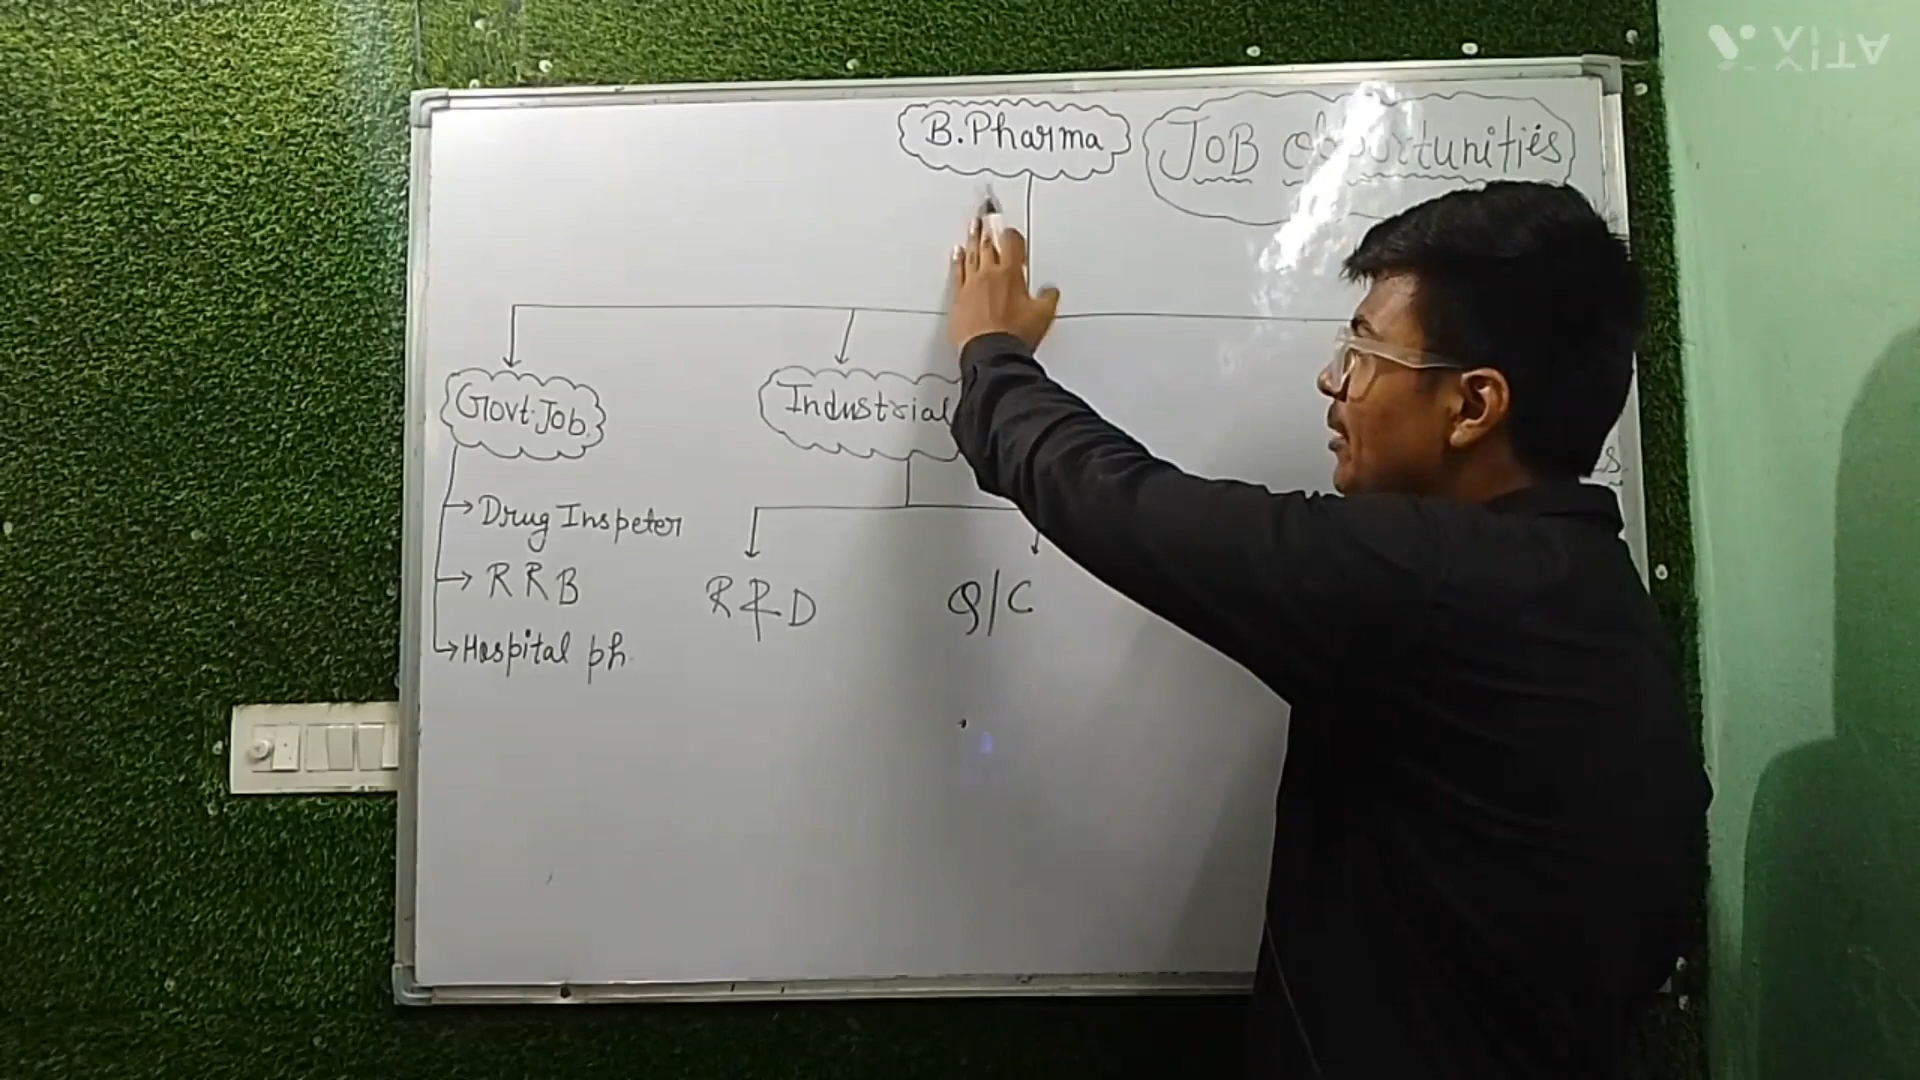 B.Pharma
JOB Opportunities
Govt. Job.
Industrial
Drug Inspeter
R R B
Hospital ph.
R & D
Q/C
s.